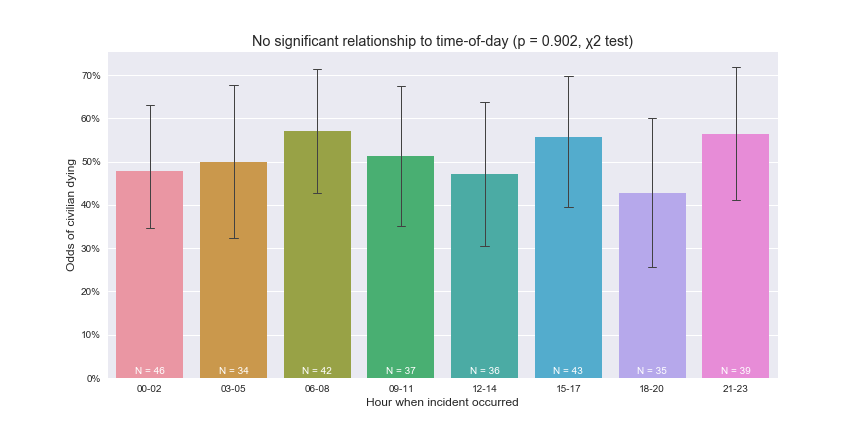 No significant relationship to time-of-day (p = 0.902, χ2 test)
Odds of civilian dying
70%
60%
50%
40%
30%
20%
10%
0%
N = 46
N = 34
N = 42
N = 37
N = 36
N = 43
N = 35
N = 39
00-02
03-05
06-08
09-11
12-14
15-17
18-20
21-23
Hour when incident occurred